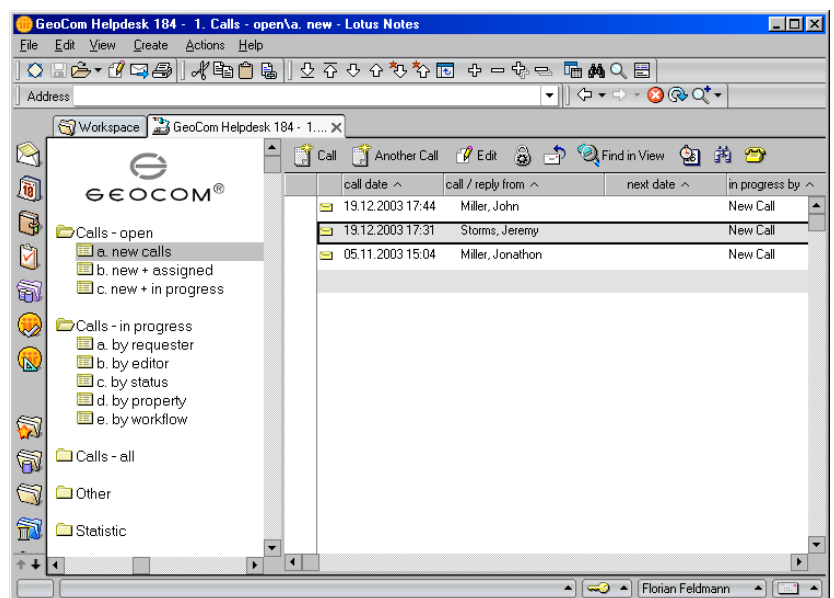 GeoCom Helpdesk 184 - 1. Calls - open\a. new - Lotus Notes
File Edit View Create Actions Help
Address
Workspace GeoCom Helpdesk 184 - 1....
Call Another Call Edit Find in View
GEOCOM®
call date call / reply from next date in progress by
19.12.2003 17:44 Miller, John New Call
19.12.2003 17:31 Storms, Jeremy New Call
05.11.2003 15:04 Miller, Jonathon New Call
Calls - open
a. new calls
b. new + assigned
c. new + in progress
Calls - in progress
a. by requester
b. by editor
c. by status
d. by property
e. by workflow
Calls - all
Other
Statistic
Florian Feldmann